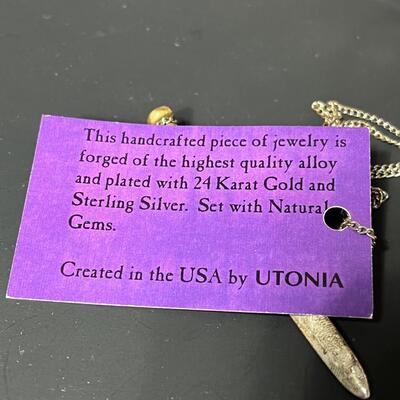 This handcrafted piece of jewelry is
forged of the highest quality alloy
and plated with 24 Karat Gold and
Sterling Silver. Set with Natural
Gems.
Created in the USA by UTONIA